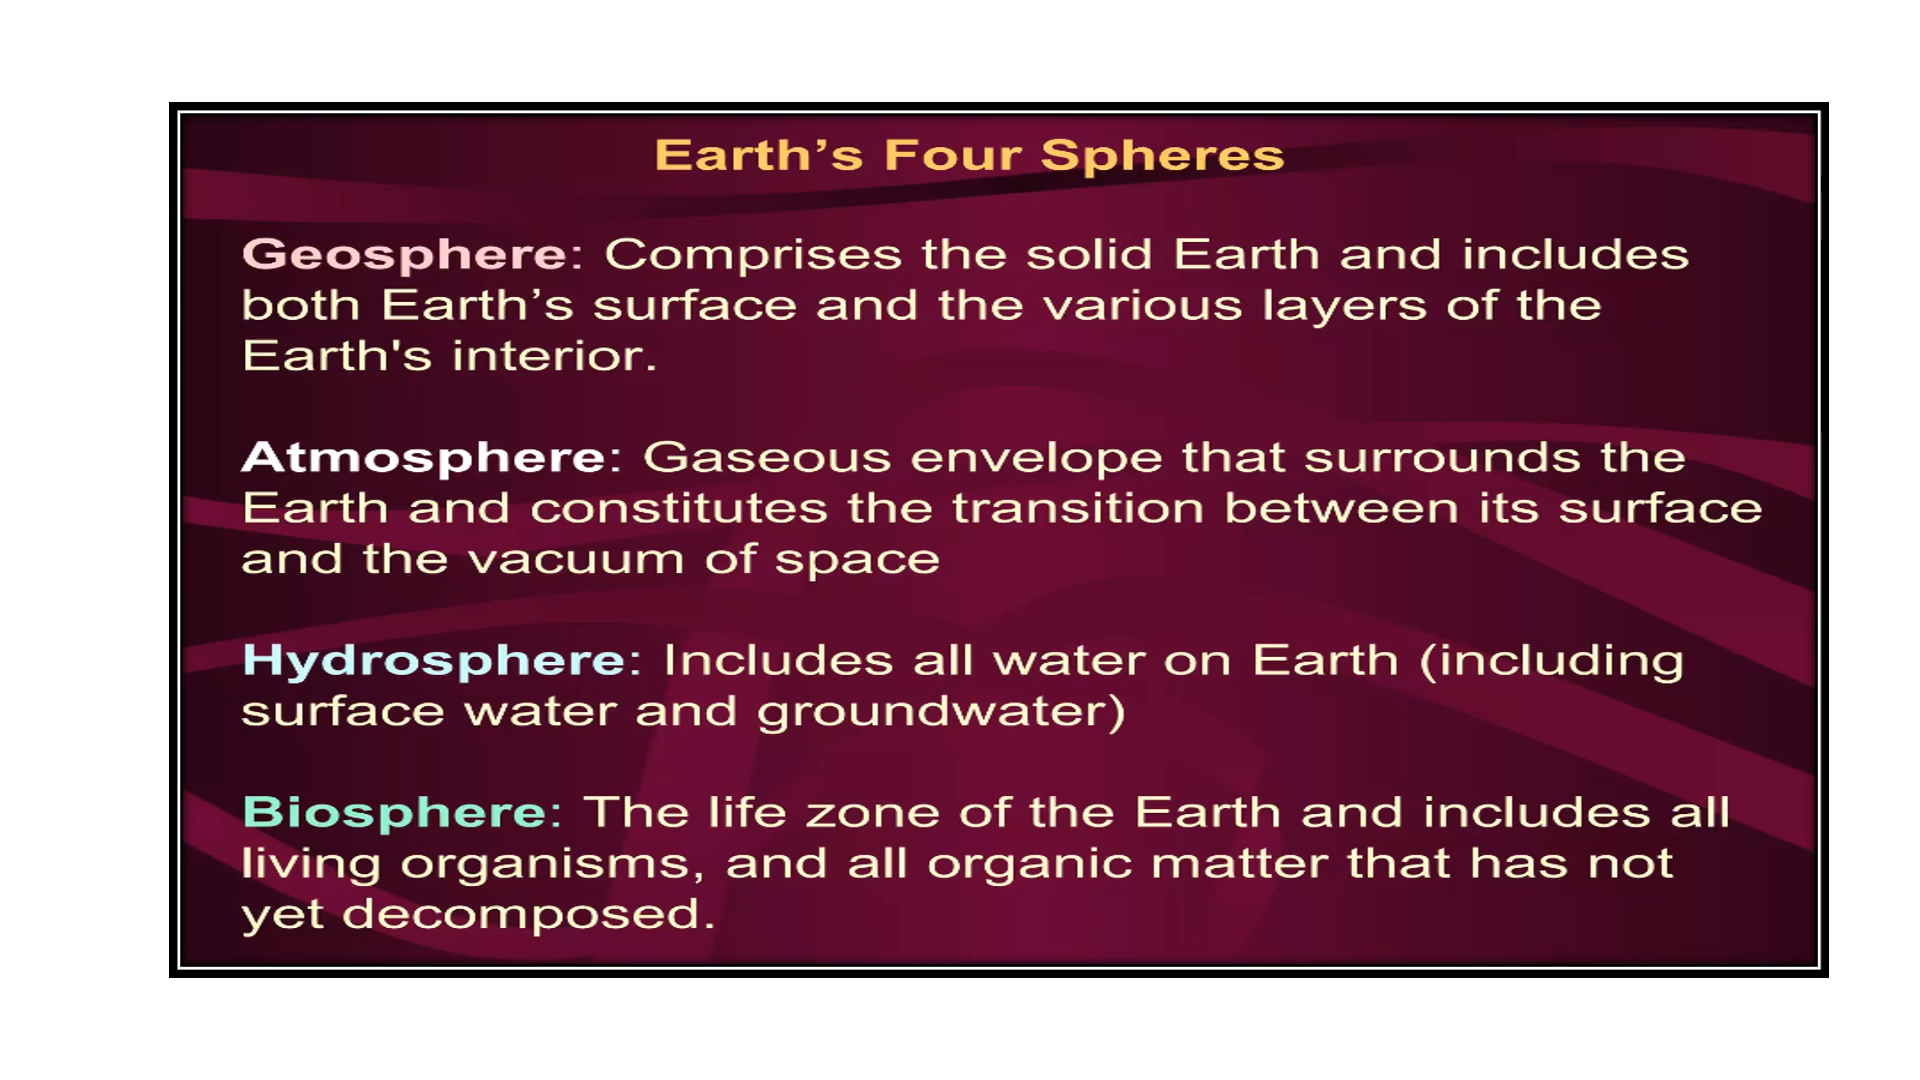 Earth’s Four Spheres
Geosphere: Comprises the solid Earth and includes
both Earth’s surface and the various layers of the
Earth's interior.
Atmosphere: Gaseous envelope that surrounds the
Earth and constitutes the transition between its surface
and the vacuum of space
Hydrosphere: Includes all water on Earth (including
surface water and groundwater)
Biosphere: The life zone of the Earth and includes all
living organisms, and all organic matter that has not
yet decomposed.